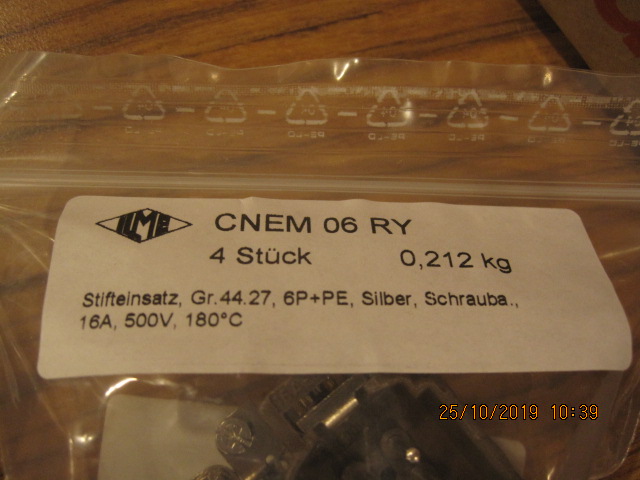 ILME
CNEM 06 RY
4 Stück 0,212 kg
Stifteinsatz, Gr.44.27, 6P+PE, Silber, Schrauba.,
16A, 500V, 180°C
25/10/2019 10:39